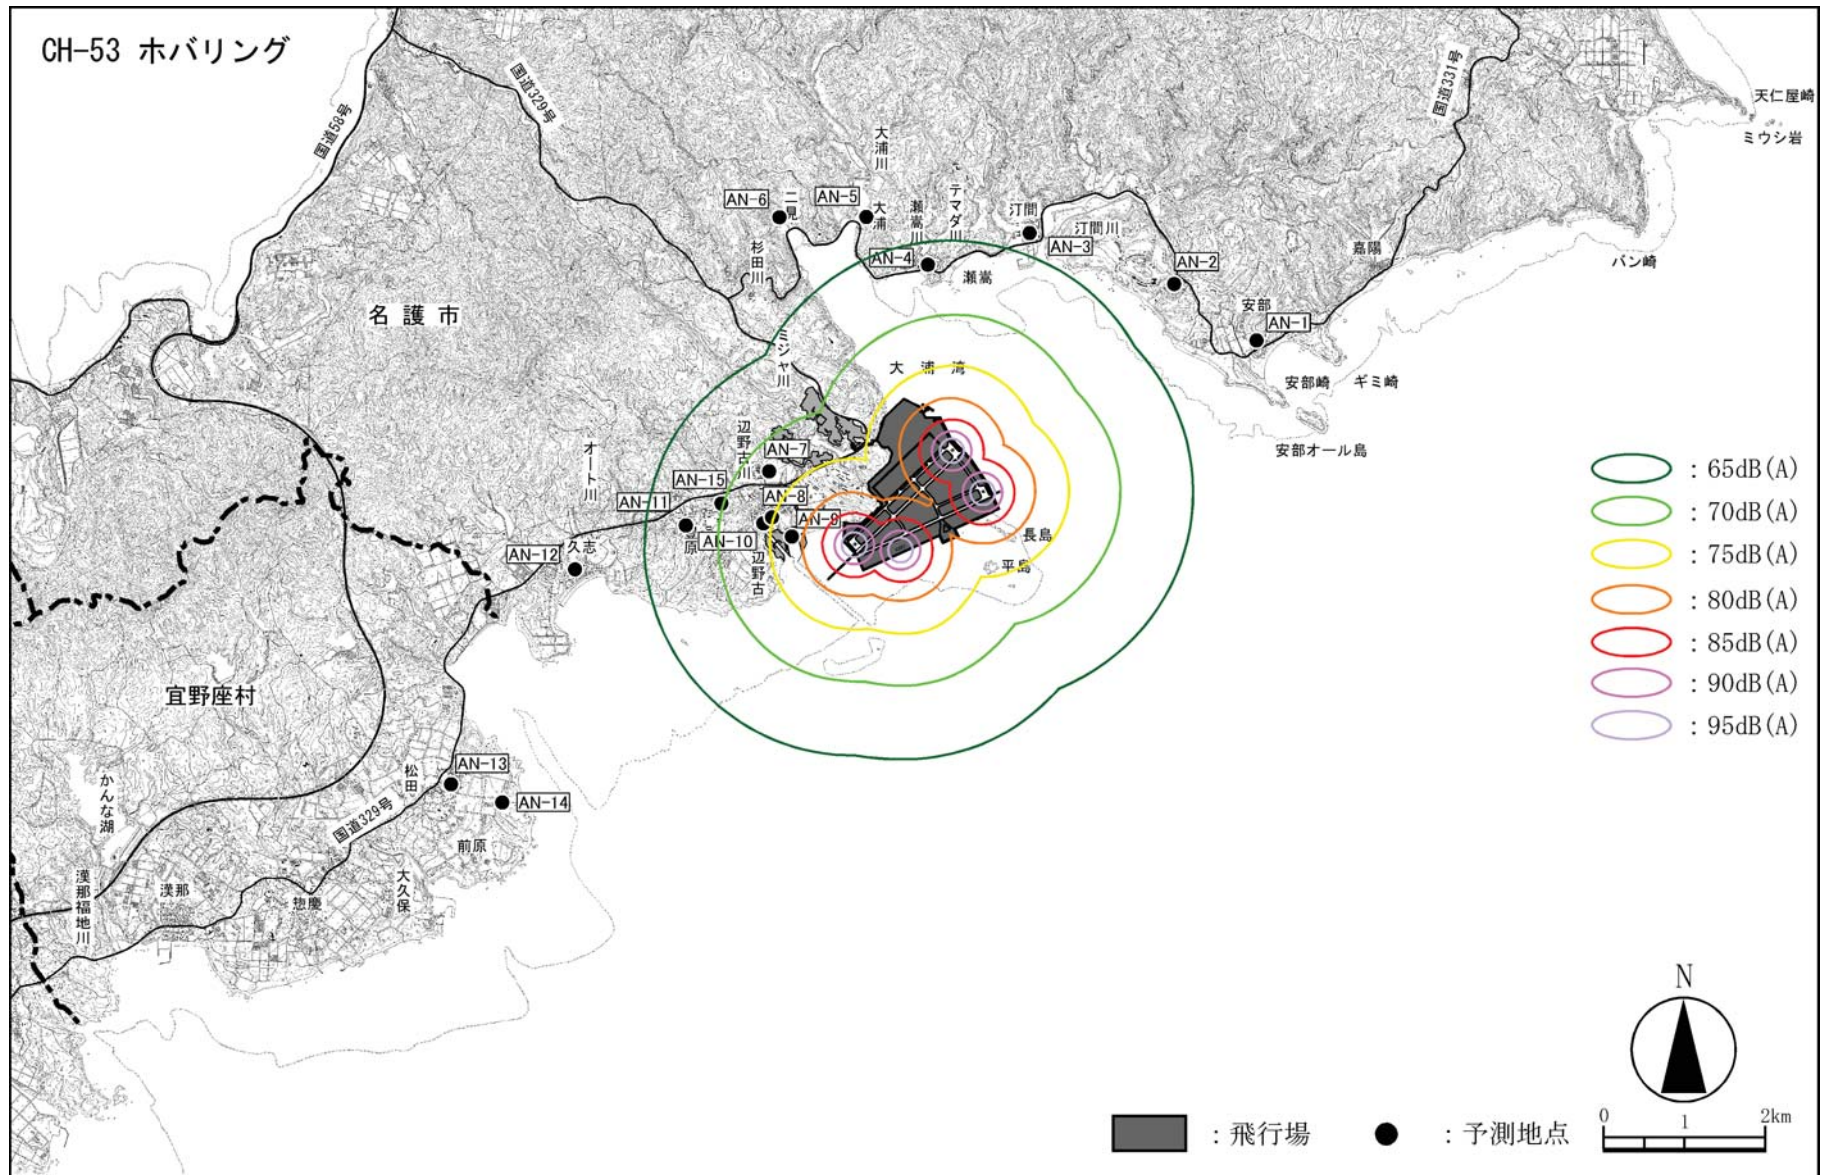 CH-53 ホバリング
国道58号
国道329号
国道331号
天仁屋崎
ミウシ岩
大浦川
AN-6
二見
AN-5
大浦
瀬嵩川
テマダ川
汀間
汀間川
AN-3
嘉陽
バン崎
杉田川
AN-4
瀬嵩
AN-2
安部
AN-1
名護市
ミジャ川
大浦湾
安部崎
ギミ崎
安部オール島
オート川
辺野古川
AN-7
AN-15
AN-8
AN-11
AN-9
原
AN-10
辺野古
長島
平島
AN-12
久志
: 65dB(A)
: 70dB(A)
: 75dB(A)
: 80dB(A)
: 85dB(A)
: 90dB(A)
: 95dB(A)
宜野座村
かんな湖
松田
AN-13
AN-14
国道329号
前原
大久保
漢那福地川
漢那
惣慶
N
0 1 2km
: 飛行場
: 予測地点